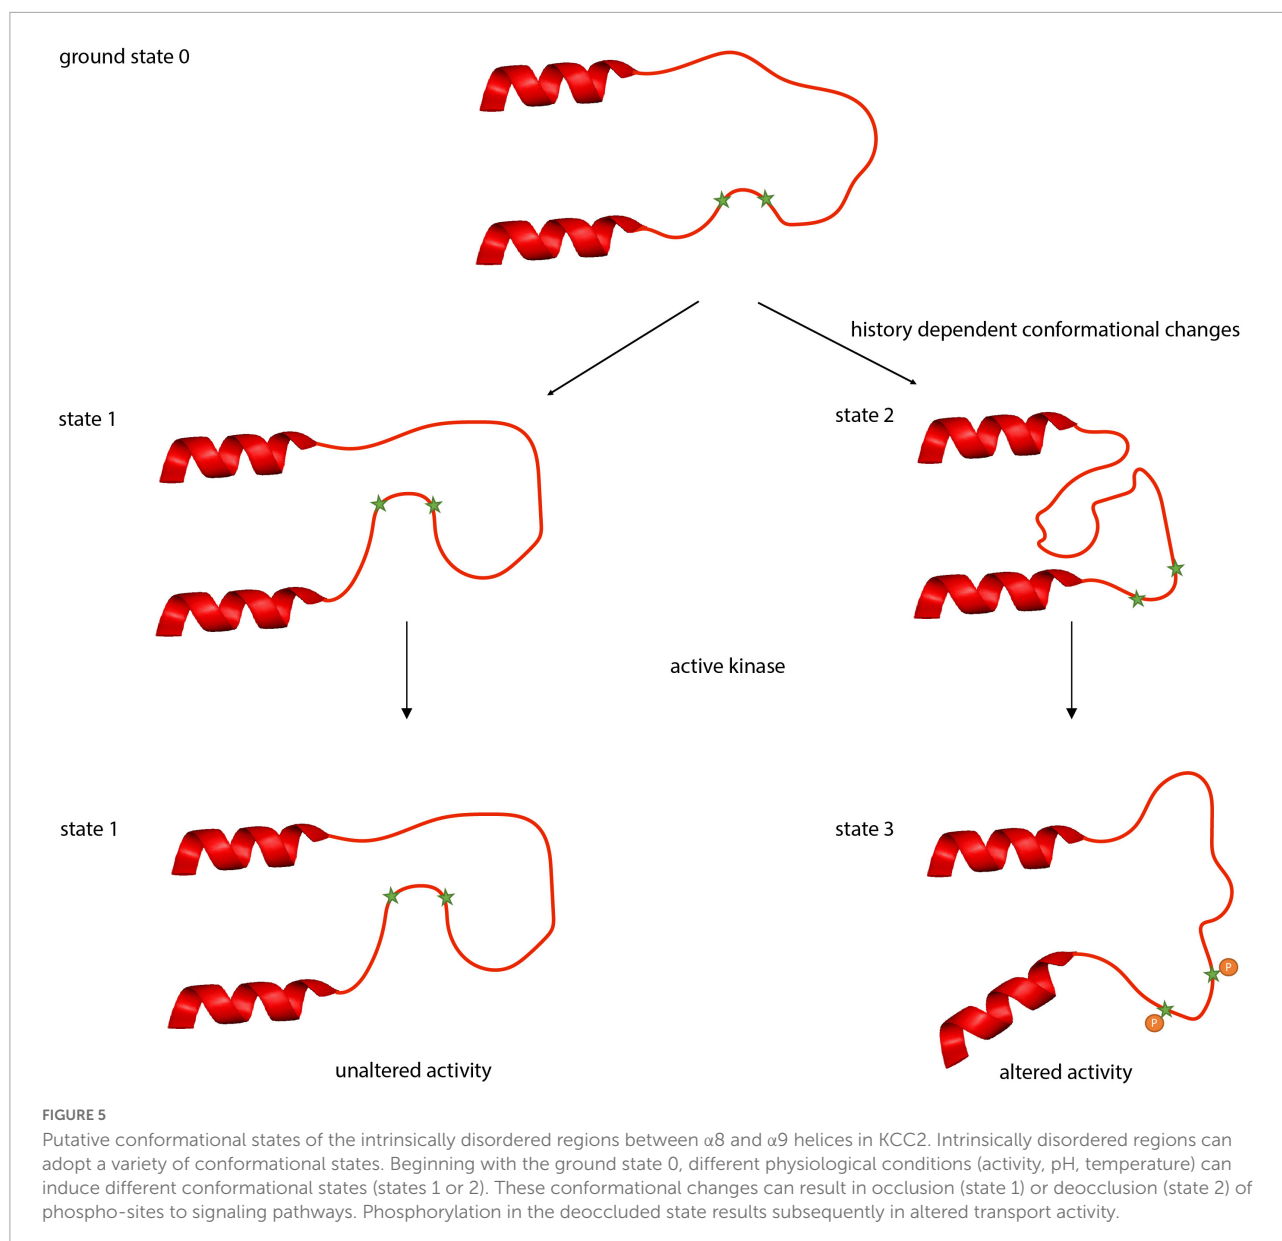 ground state 0
history dependent conformational changes
state 1
state 2
active kinase
state 1
state 3
P
P
unaltered activity
altered activity
FIGURE 5
Putative conformational states of the intrinsically disordered regions between α8 and α9 helices in KCC2. Intrinsically disordered regions can
adopt a variety of conformational states. Beginning with the ground state 0, different physiological conditions (activity, pH, temperature) can
induce different conformational states (states 1 or 2). These conformational changes can result in occlusion (state 1) or deocclusion (state 2) of
phospho-sites to signaling pathways. Phosphorylation in the deoccluded state results subsequently in altered transport activity.